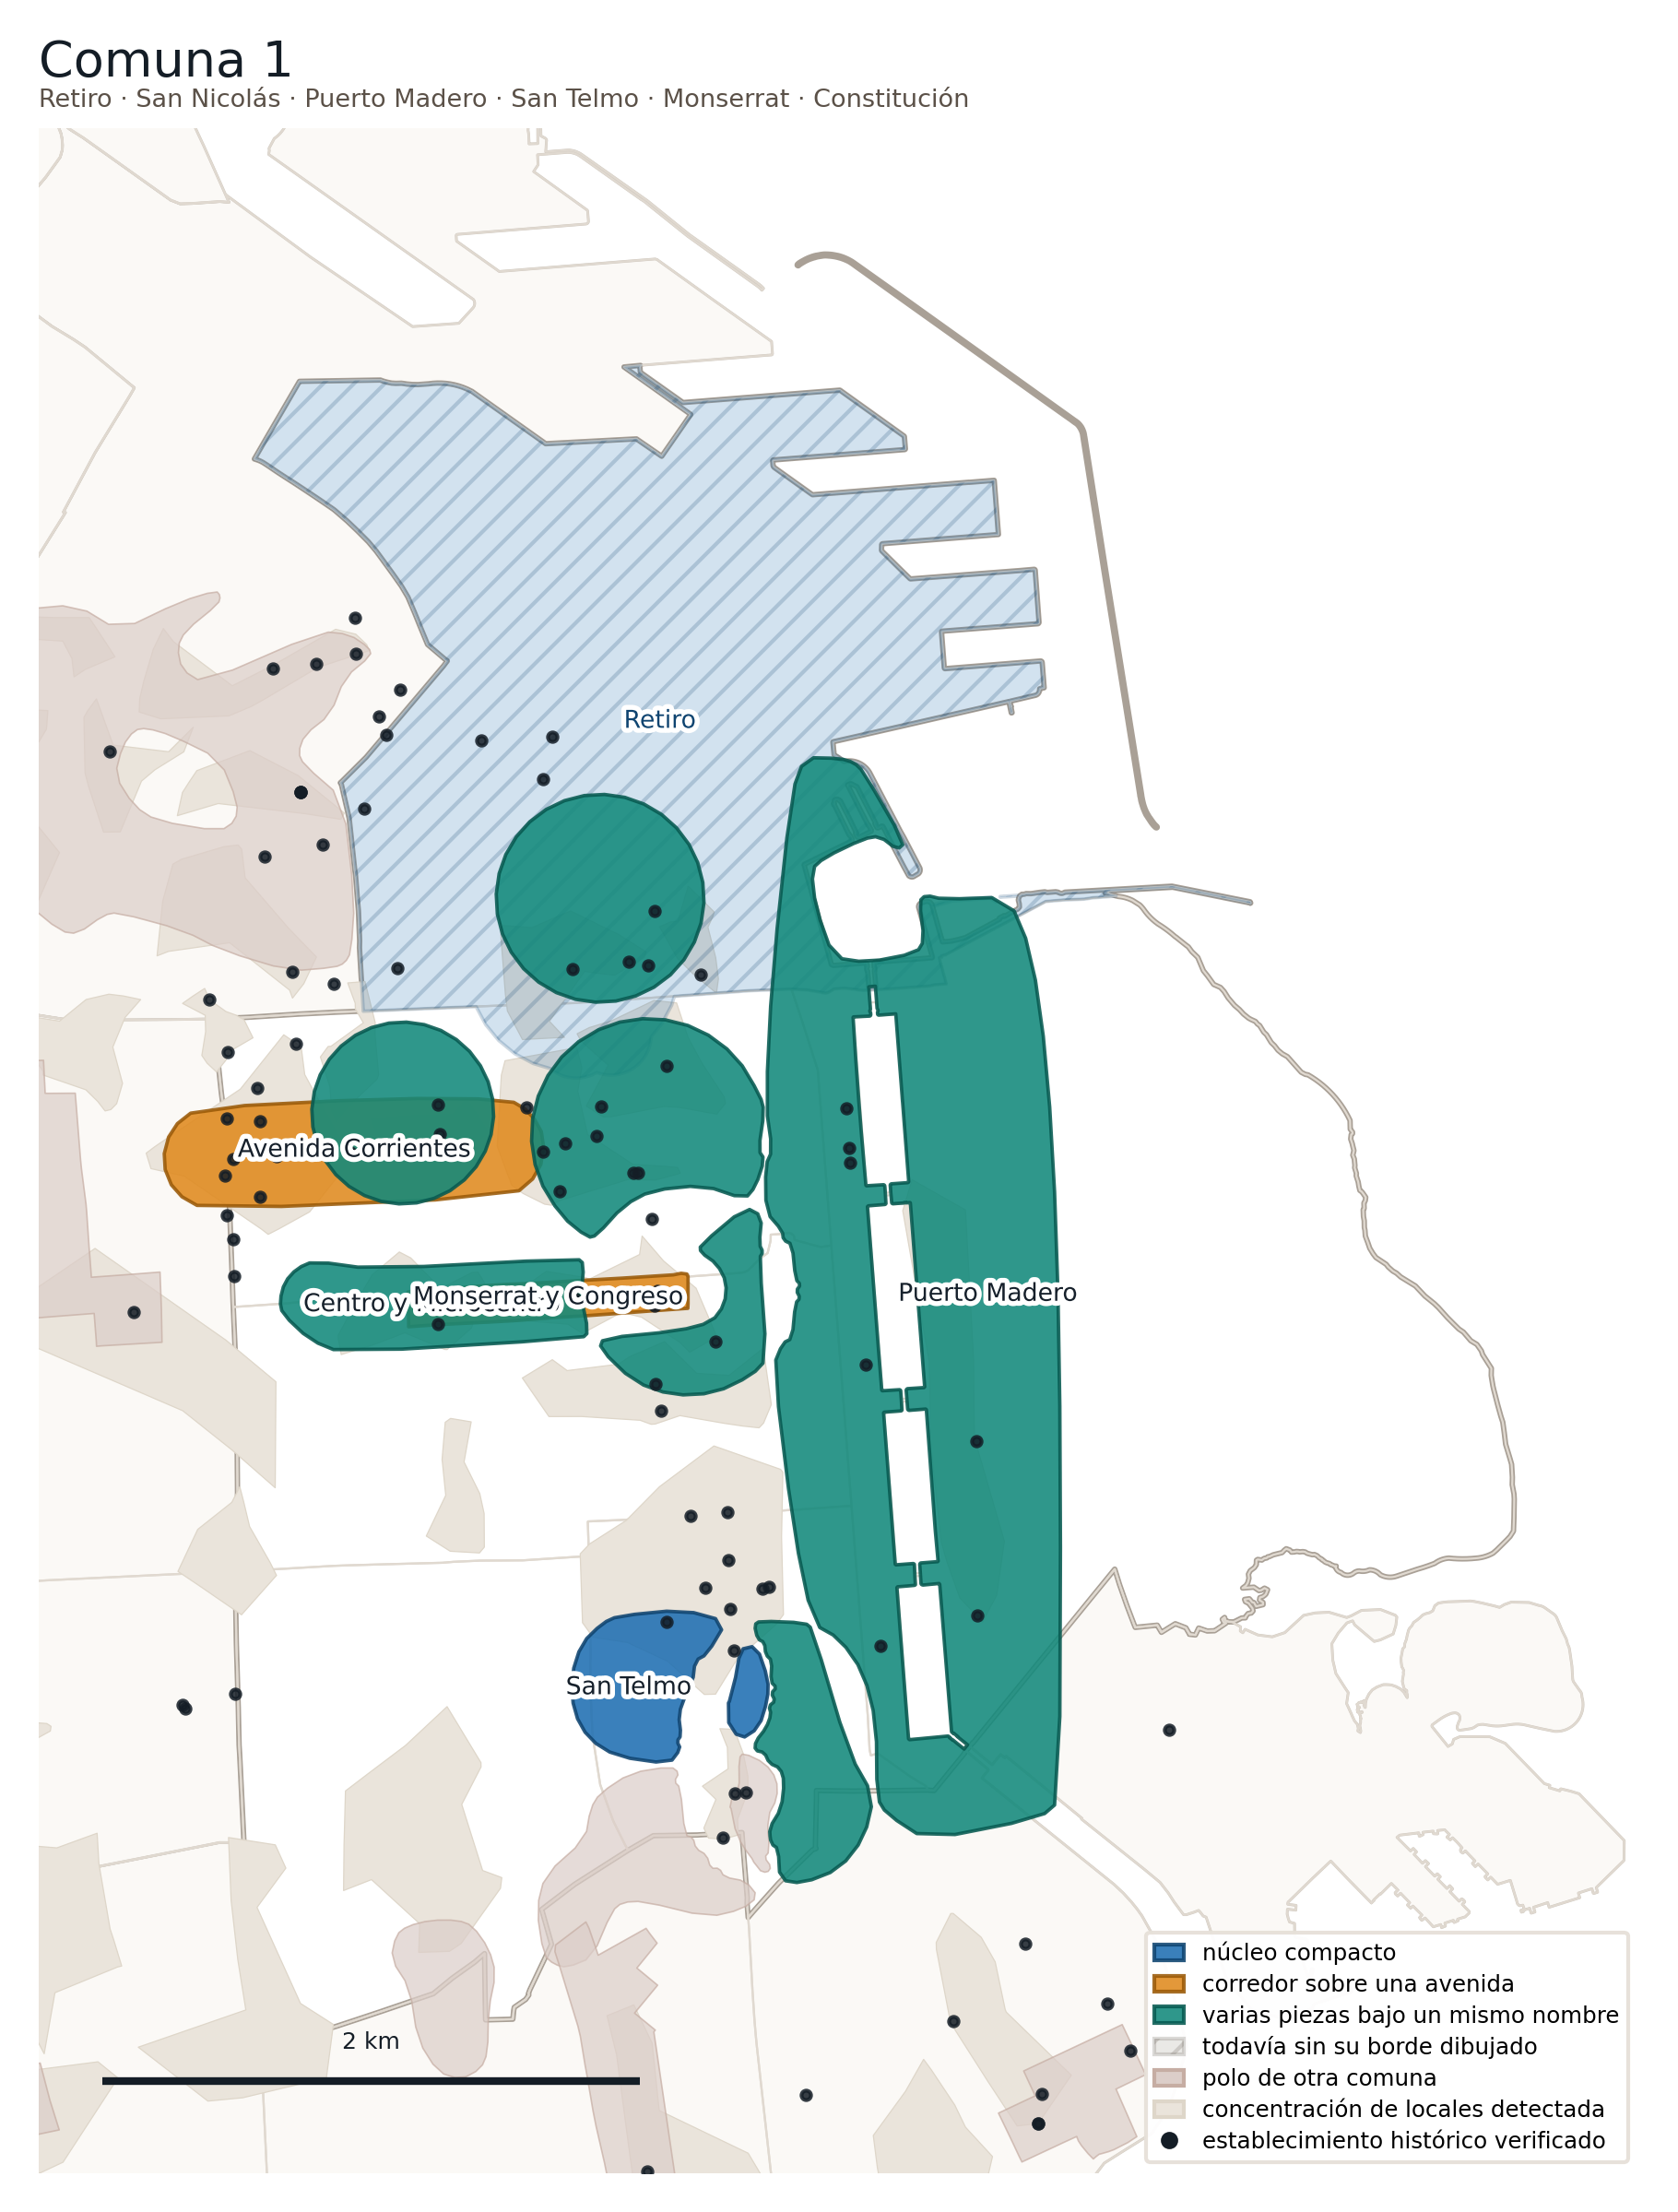 Comuna 1
Retiro · San Nicolás · Puerto Madero · San Telmo · Monserrat · Constitución
Retiro
Avenida Corrientes
Centro y
Monserrat y Congreso
Puerto Madero
San Telmo
2 km
núcleo compacto
corredor sobre una avenida
varias piezas bajo un mismo nombre
todavía sin su borde dibujado
polo de otra comuna
concentración de locales detectada
establecimiento histórico verificado